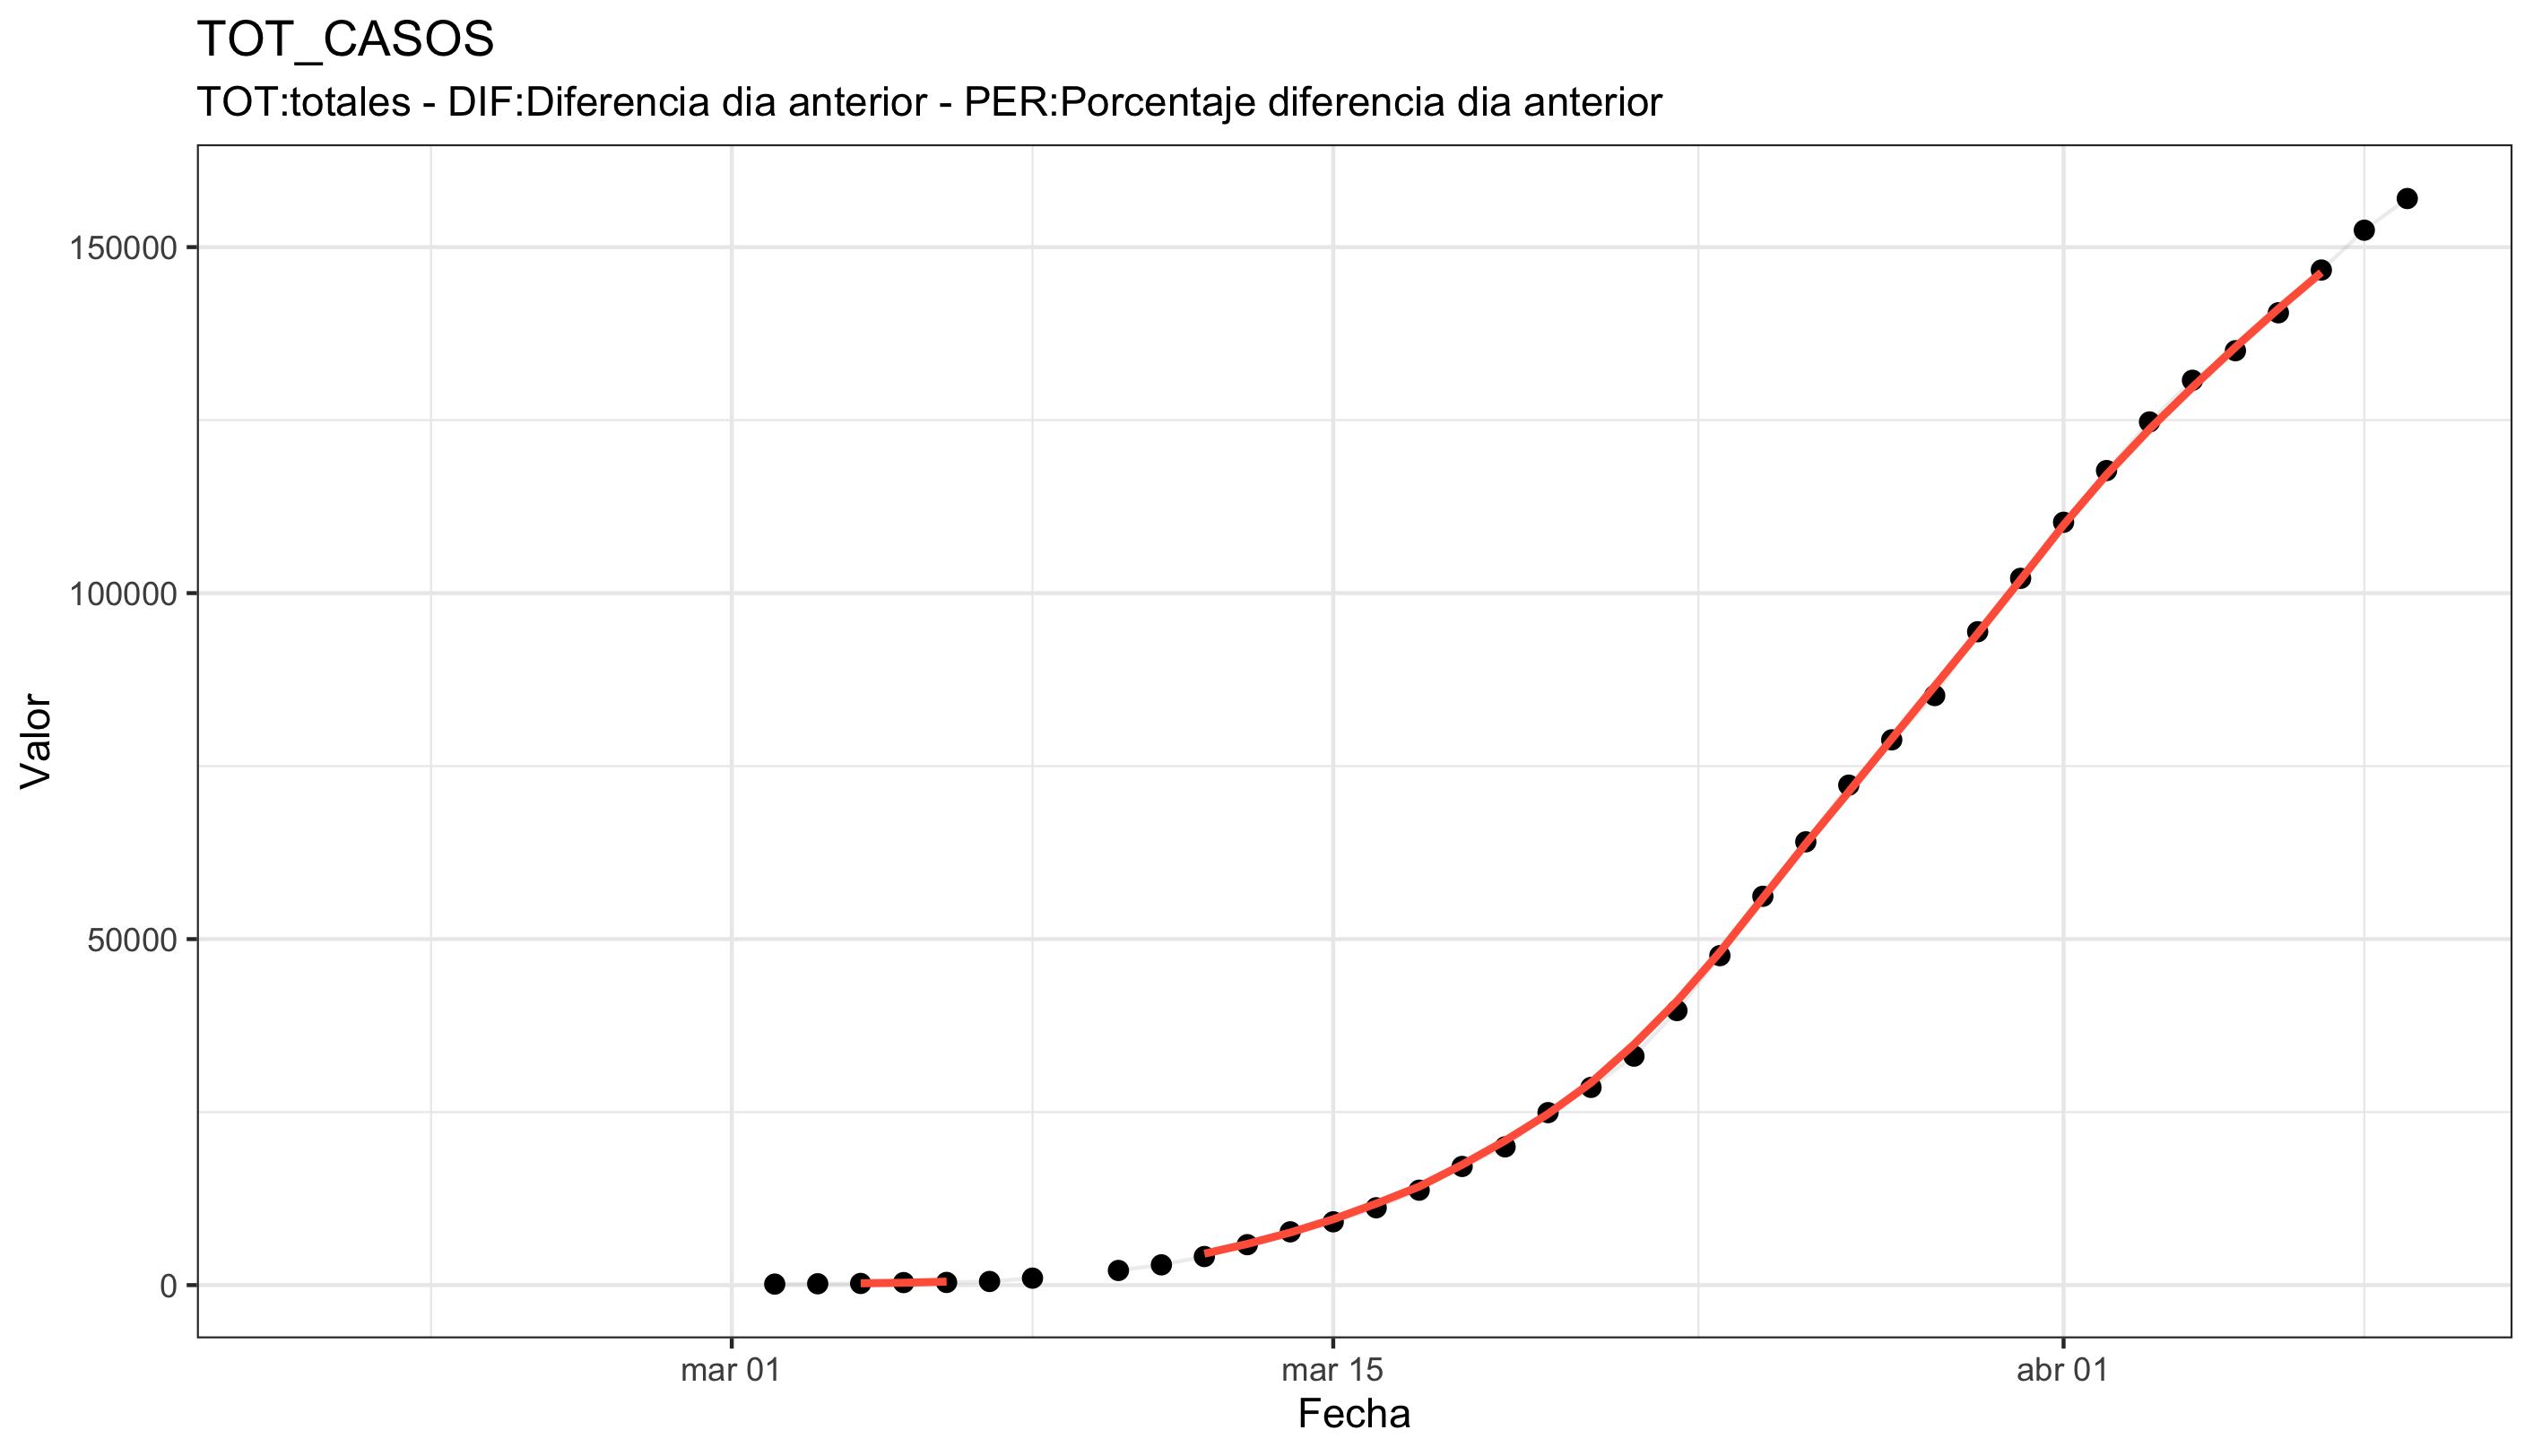 TOT_CASOS
TOT:totales - DIF:Diferencia dia anterior - PER:Porcentaje diferencia dia anterior
150000
100000
50000
0
Valor
mar 01
mar 15
abr 01
Fecha